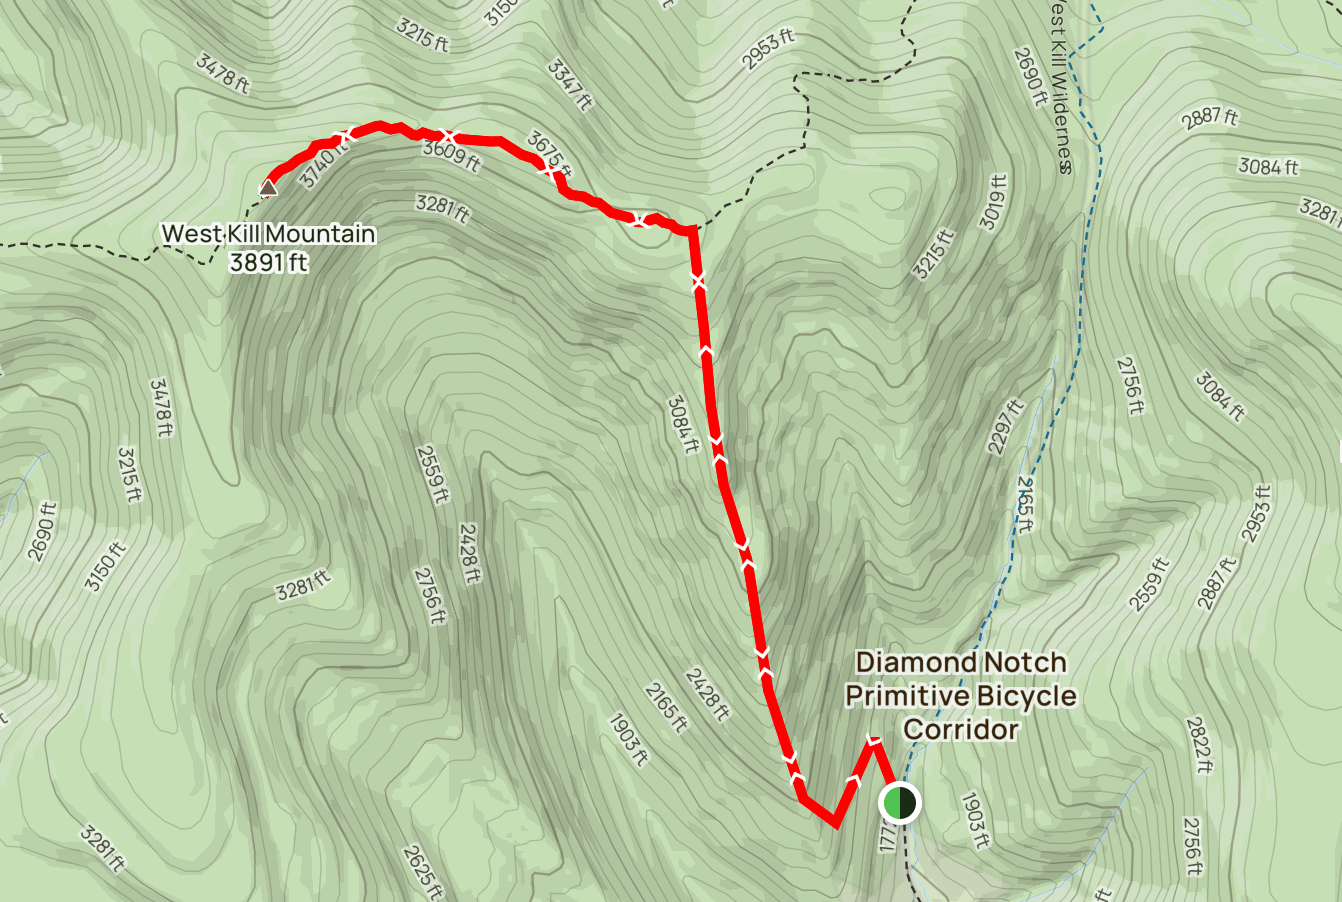 3215 ft
2953 ft
3478 ft
3347 ft
2690 ft
West Kill Wilderness
2887 ft
3084 ft
3740 ft
3609 ft
3675 ft
3281 ft
3019 ft
3281 ft
3215 ft
West Kill Mountain
3891 ft
3478 ft
3084 ft
2756 ft
3084 ft
2297 ft
3215 ft
2559 ft
2165 ft
2953 ft
2690 ft
3150 ft
2428 ft
3281 ft
2756 ft
2559 ft
2887 ft
Diamond Notch
Primitive Bicycle
Corridor
2428 ft
2165 ft
1903 ft
2822 ft
1903 ft
2756 ft
3281 ft
2625 ft